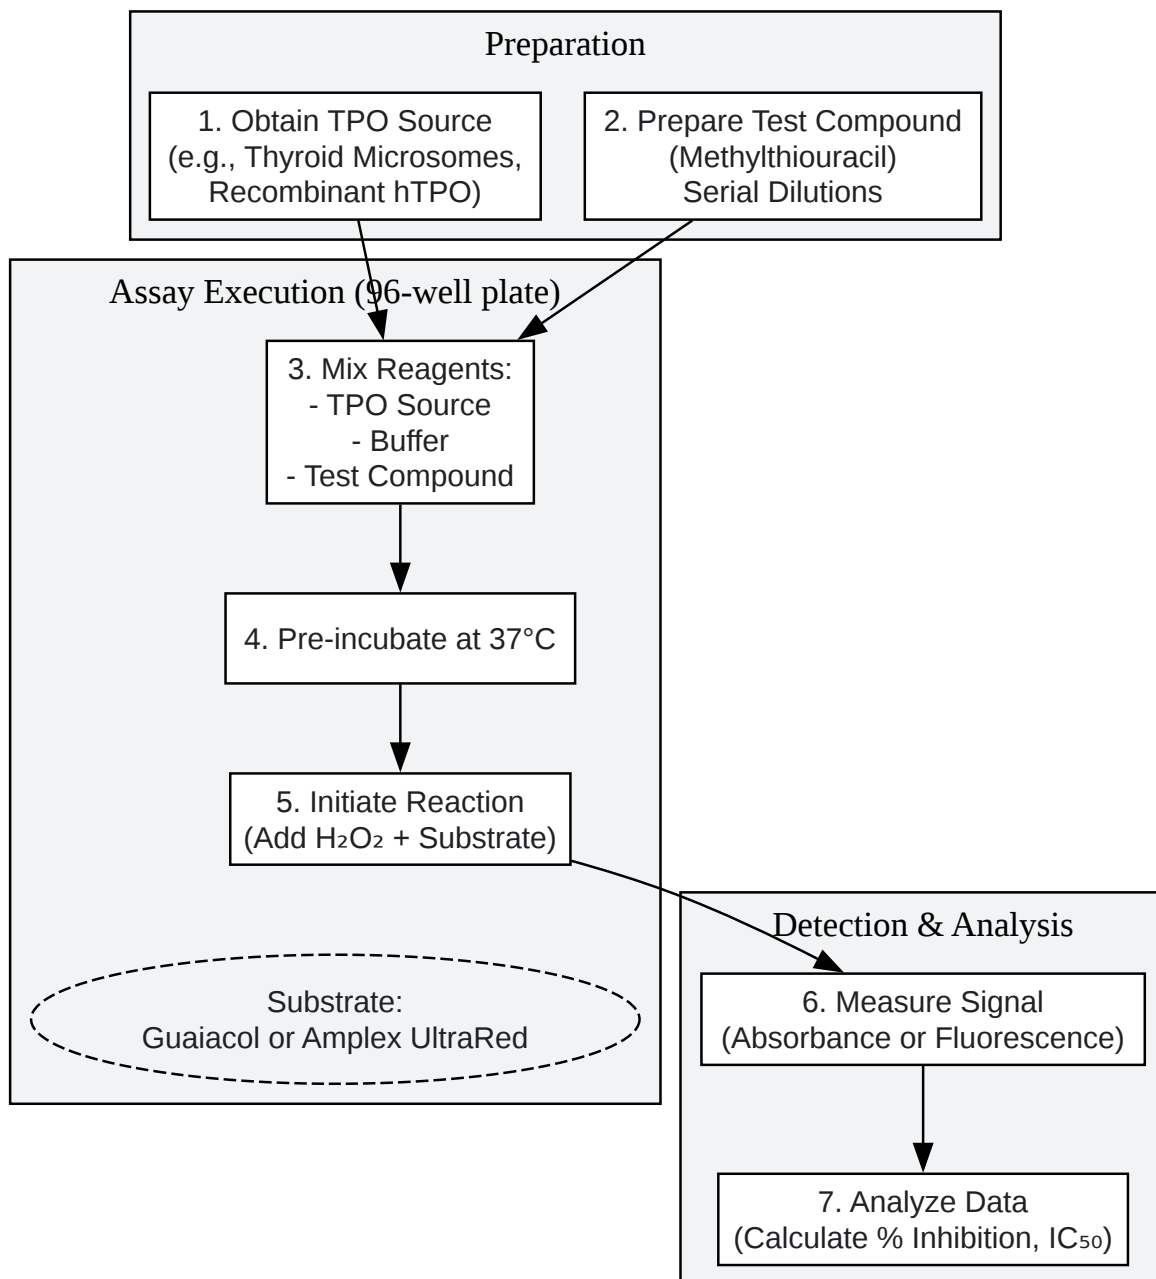 Preparation
1. Obtain TPO Source
(e.g., Thyroid Microsomes,
Recombinant hTPO)
2. Prepare Test Compound
(Methylthiouracil)
Serial Dilutions
Assay Execution (96-well plate)
3. Mix Reagents:
- TPO Source
- Buffer
- Test Compound
4. Pre-incubate at 37°C
5. Initiate Reaction
(Add H₂O₂ + Substrate)
Substrate:
Guaiacol or Amplex UltraRed
Detection & Analysis
6. Measure Signal
(Absorbance or Fluorescence)
7. Analyze Data
(Calculate % Inhibition, IC₅₀)